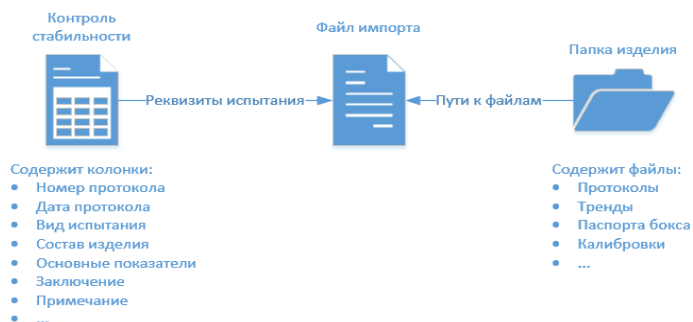 Контроль
стабильности
Файл импорта
Папка изделия
Реквизиты испытания
Пути к файлам
Содержит колонки:
• Номер протокола
• Дата протокола
• Вид испытания
• Состав изделия
• Основные показатели
• Заключение
• Примечание
• ...
Содержит файлы:
• Протоколы
• Тренды
• Паспорта бокса
• Калибровки
• ...